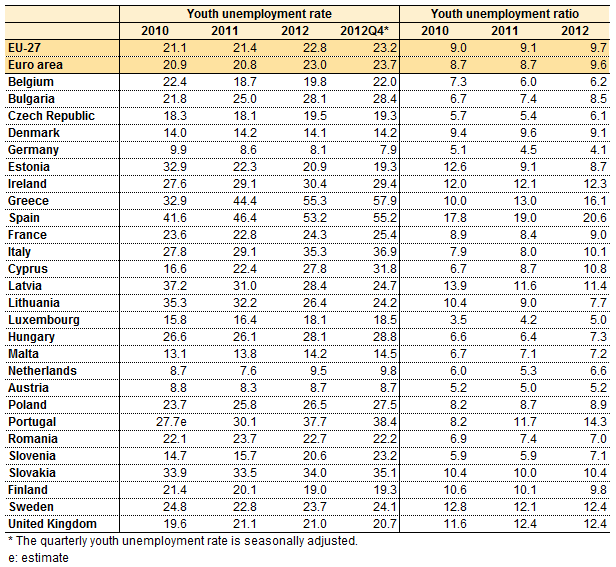 Youth unemployment rate Youth unemployment ratio
2010 2011 2012 2012Q4* 2010 2011 2012
EU-27 21.1 21.4 22.8 23.2 9.0 9.1 9.7
Euro area 20.9 20.8 23.0 23.7 8.7 8.7 9.6
Belgium 22.4 18.7 19.8 22.0 7.3 6.0 6.2
Bulgaria 21.8 25.0 28.1 28.4 6.7 7.4 8.5
Czech Republic 18.3 18.1 19.5 19.3 5.7 5.4 6.1
Denmark 14.0 14.2 14.1 14.2 9.4 9.6 9.1
Germany 9.9 8.6 8.1 7.9 5.1 4.5 4.1
Estonia 32.9 22.3 20.9 19.3 12.6 9.1 8.7
Ireland 27.6 29.1 30.4 29.4 12.0 12.1 12.3
Greece 32.9 44.4 55.3 57.9 10.0 13.0 16.1
Spain 41.6 46.4 53.2 55.2 17.8 19.0 20.6
France 23.6 22.8 24.3 25.4 8.9 8.4 9.0
Italy 27.8 29.1 35.3 36.9 7.9 8.0 10.1
Cyprus 16.6 22.4 27.8 31.8 6.7 8.7 10.8
Latvia 37.2 31.0 28.4 24.7 13.9 11.6 11.4
Lithuania 35.3 32.2 26.4 24.2 10.4 9.0 7.7
Luxembourg 15.8 16.4 18.1 18.5 3.5 4.2 5.0
Hungary 26.6 26.1 28.1 28.8 6.6 6.4 7.3
Malta 13.1 13.8 14.2 14.5 6.7 7.1 7.2
Netherlands 8.7 7.6 9.5 9.8 6.0 5.3 6.6
Austria 8.8 8.3 8.7 8.7 5.2 5.0 5.2
Poland 23.7 25.8 26.5 27.5 8.2 8.7 8.9
Portugal 27.7e 30.1 37.7 38.4 8.2 11.7 14.3
Romania 22.1 23.7 22.7 22.2 6.9 7.4 7.0
Slovenia 14.7 15.7 20.6 23.2 5.9 5.9 7.1
Slovakia 33.9 33.5 34.0 35.1 10.4 10.0 10.4
Finland 21.4 20.1 19.0 19.3 10.6 10.1 9.8
Sweden 24.8 22.8 23.7 24.1 12.8 12.1 12.4
United Kingdom 19.6 21.1 21.0 20.7 11.6 12.4 12.4
* The quarterly youth unemployment rate is seasonally adjusted.
e: estimate